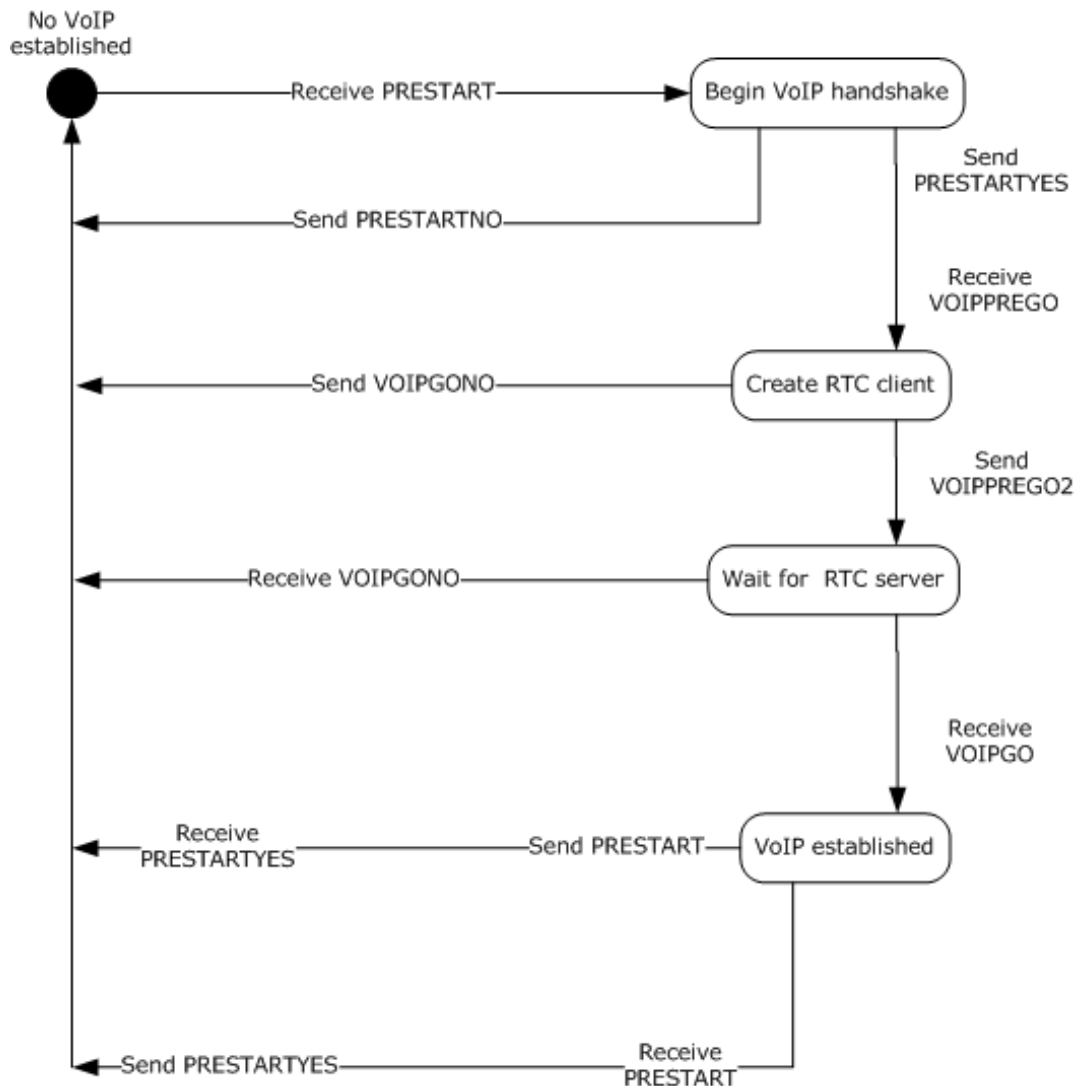 No VoIP
established
Receive PRESTART
Begin VoIP handshake
Send
PRESTARTYES
Send PRESTARTNO
Receive
VOIPPREGO
Send VOIPGONO
Create RTC client
Send
VOIPPREGO2
Receive VOIPGONO
Wait for RTC server
Receive
VOIPGO
Receive
PRESTARTYES
Send PRESTART
VoIP established
Send PRESTARTYES
Receive
PRESTART